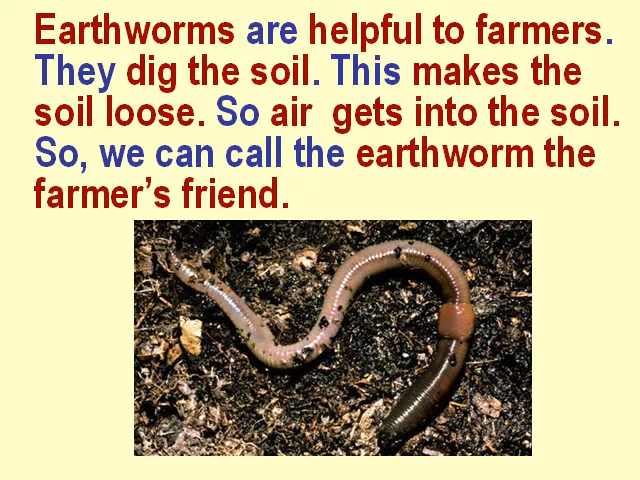 Earthworms are helpful to farmers.
They dig the soil. This makes the
soil loose. So air  gets into the soil.
So, we can call the earthworm the
farmer’s friend.